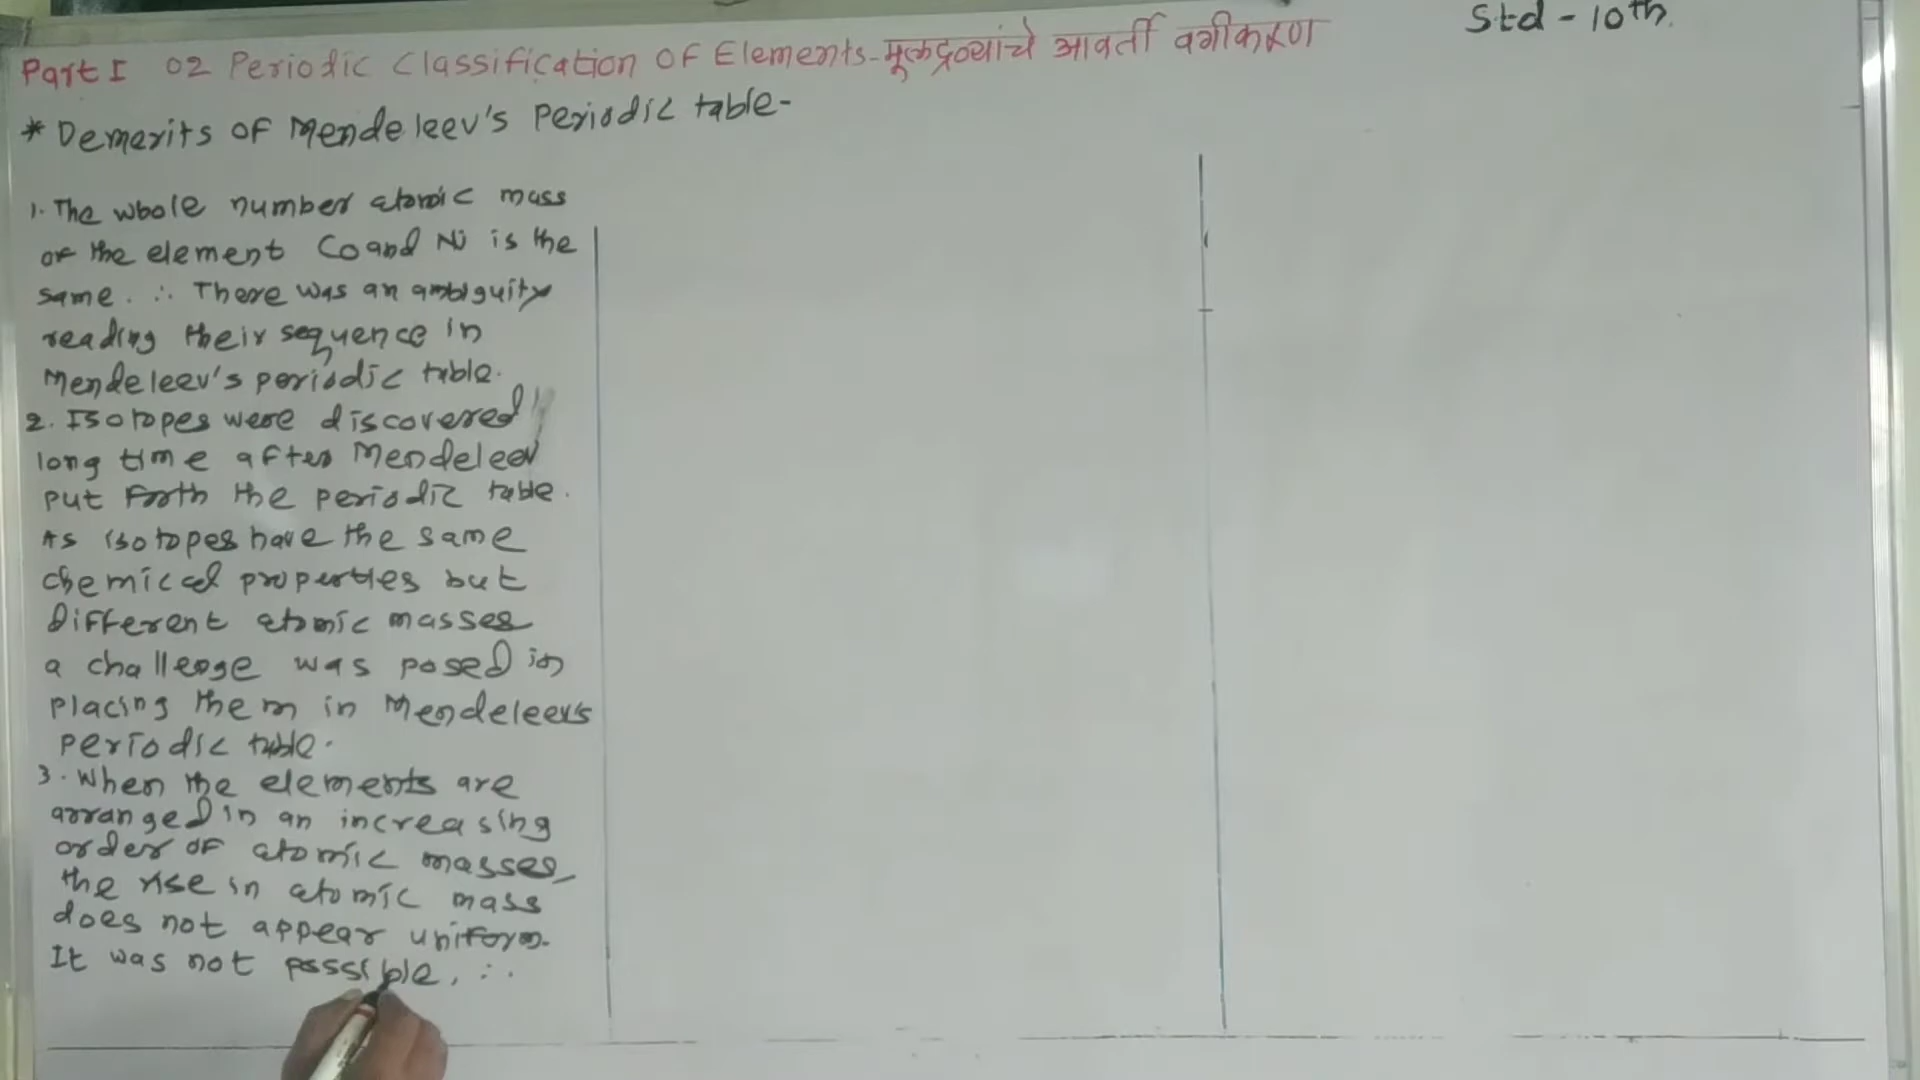 Std - 10th.
Part I 02 Periodic Classification Of Elements - मूलद्रव्यांचे आवर्ती वर्गीकरण
* Demerits of Mendeleev's Periodic table-
1. The whole number atomic mass
of the element Co and Ni is the
same. ∴ There was an ambiguity
reading their sequence in
Mendeleev's periodic table.
2. Isotopes were discovered
long time after Mendeleev
put forth the periodic table.
As isotopes have the same
chemical properties but
different atomic masses
a challenge was posed in
placing them in Mendeleev's
periodic table.
3. When the elements are
arranged in an increasing
order of atomic masses,
the rise in atomic mass
does not appear uniform.
It was not possible, ∴